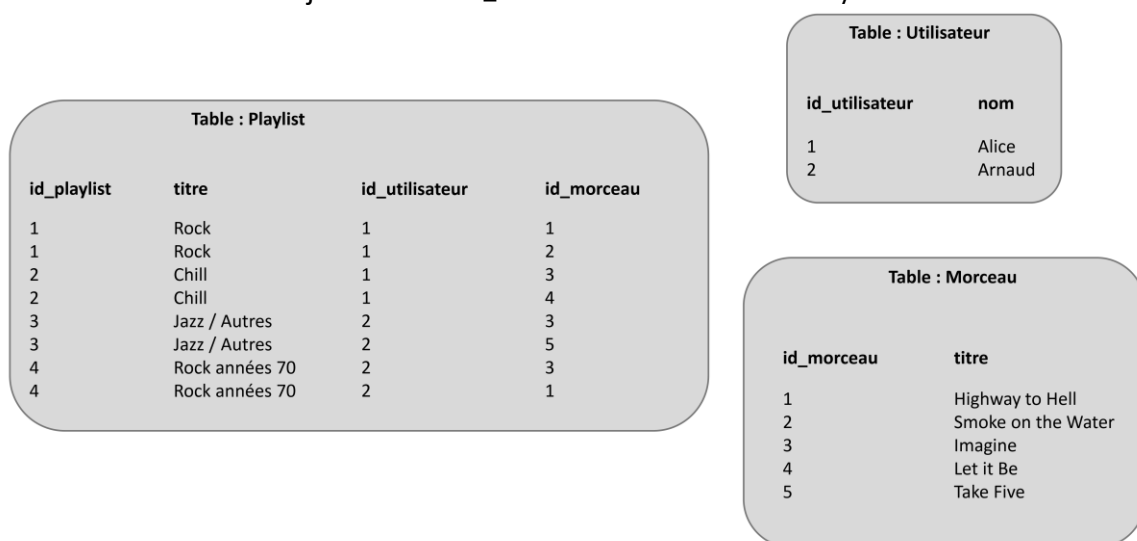 Table : Utilisateur
id_utilisateur nom
1 Alice
2 Arnaud
Table : Playlist
id_playlist titre id_utilisateur id_morceau
1 Rock 1 1
1 Rock 1 2
2 Chill 1 3
2 Chill 1 4
3 Jazz / Autres 2 3
3 Jazz / Autres 2 5
4 Rock années 70 2 3
4 Rock années 70 2 1
Table : Morceau
id_morceau titre
1 Highway to Hell
2 Smoke on the Water
3 Imagine
4 Let it Be
5 Take Five